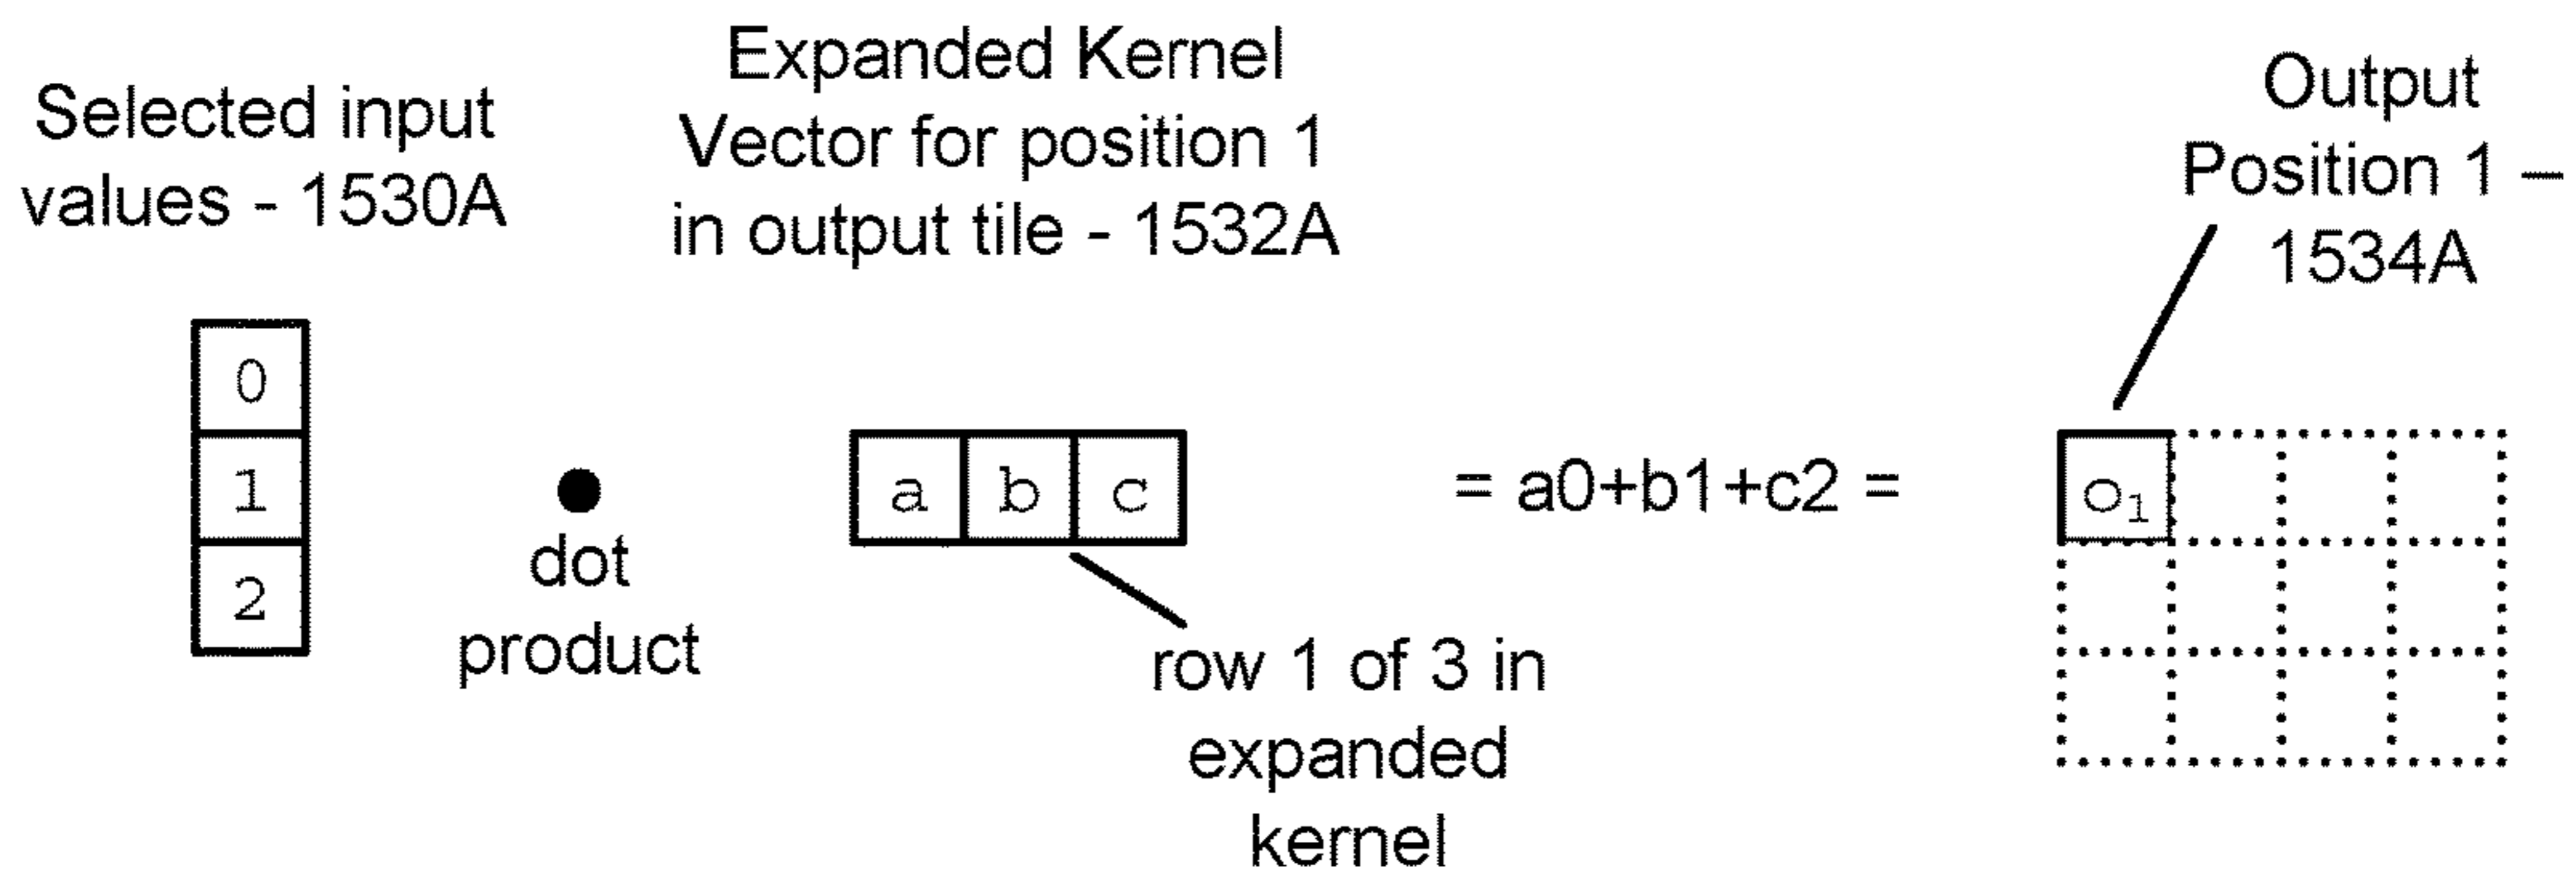 Selected input
values - 1530A
Expanded Kernel
Vector for position 1
in output tile - 1532A
Output
Position 1 –
1534A
0
1
2
dot
product
a b c
row 1 of 3 in
expanded
kernel
= a0+b1+c2 =
o₁